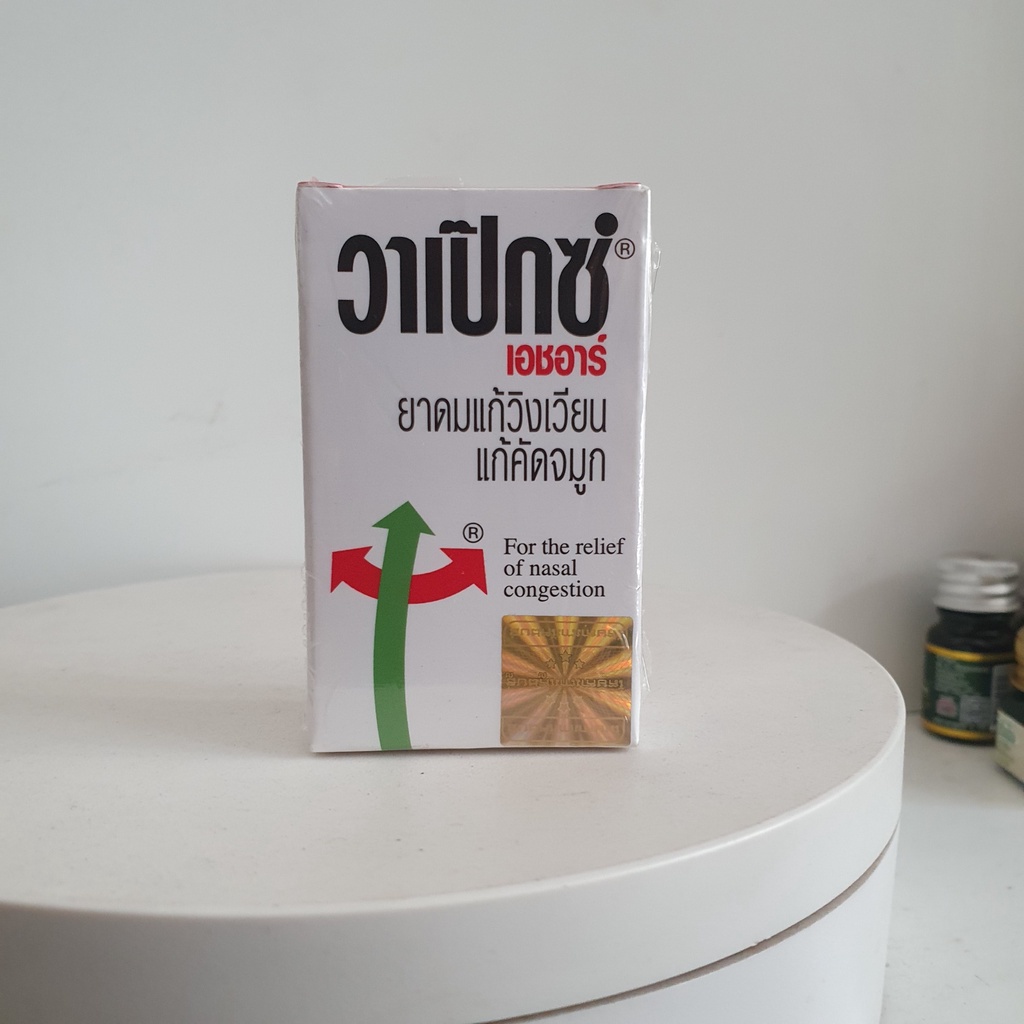 วาเป๊กซ์®
เอชอาร์
ยาดมแก้วิงเวียน
แก้คัดจมูก
®
For the relief
of nasal
congestion